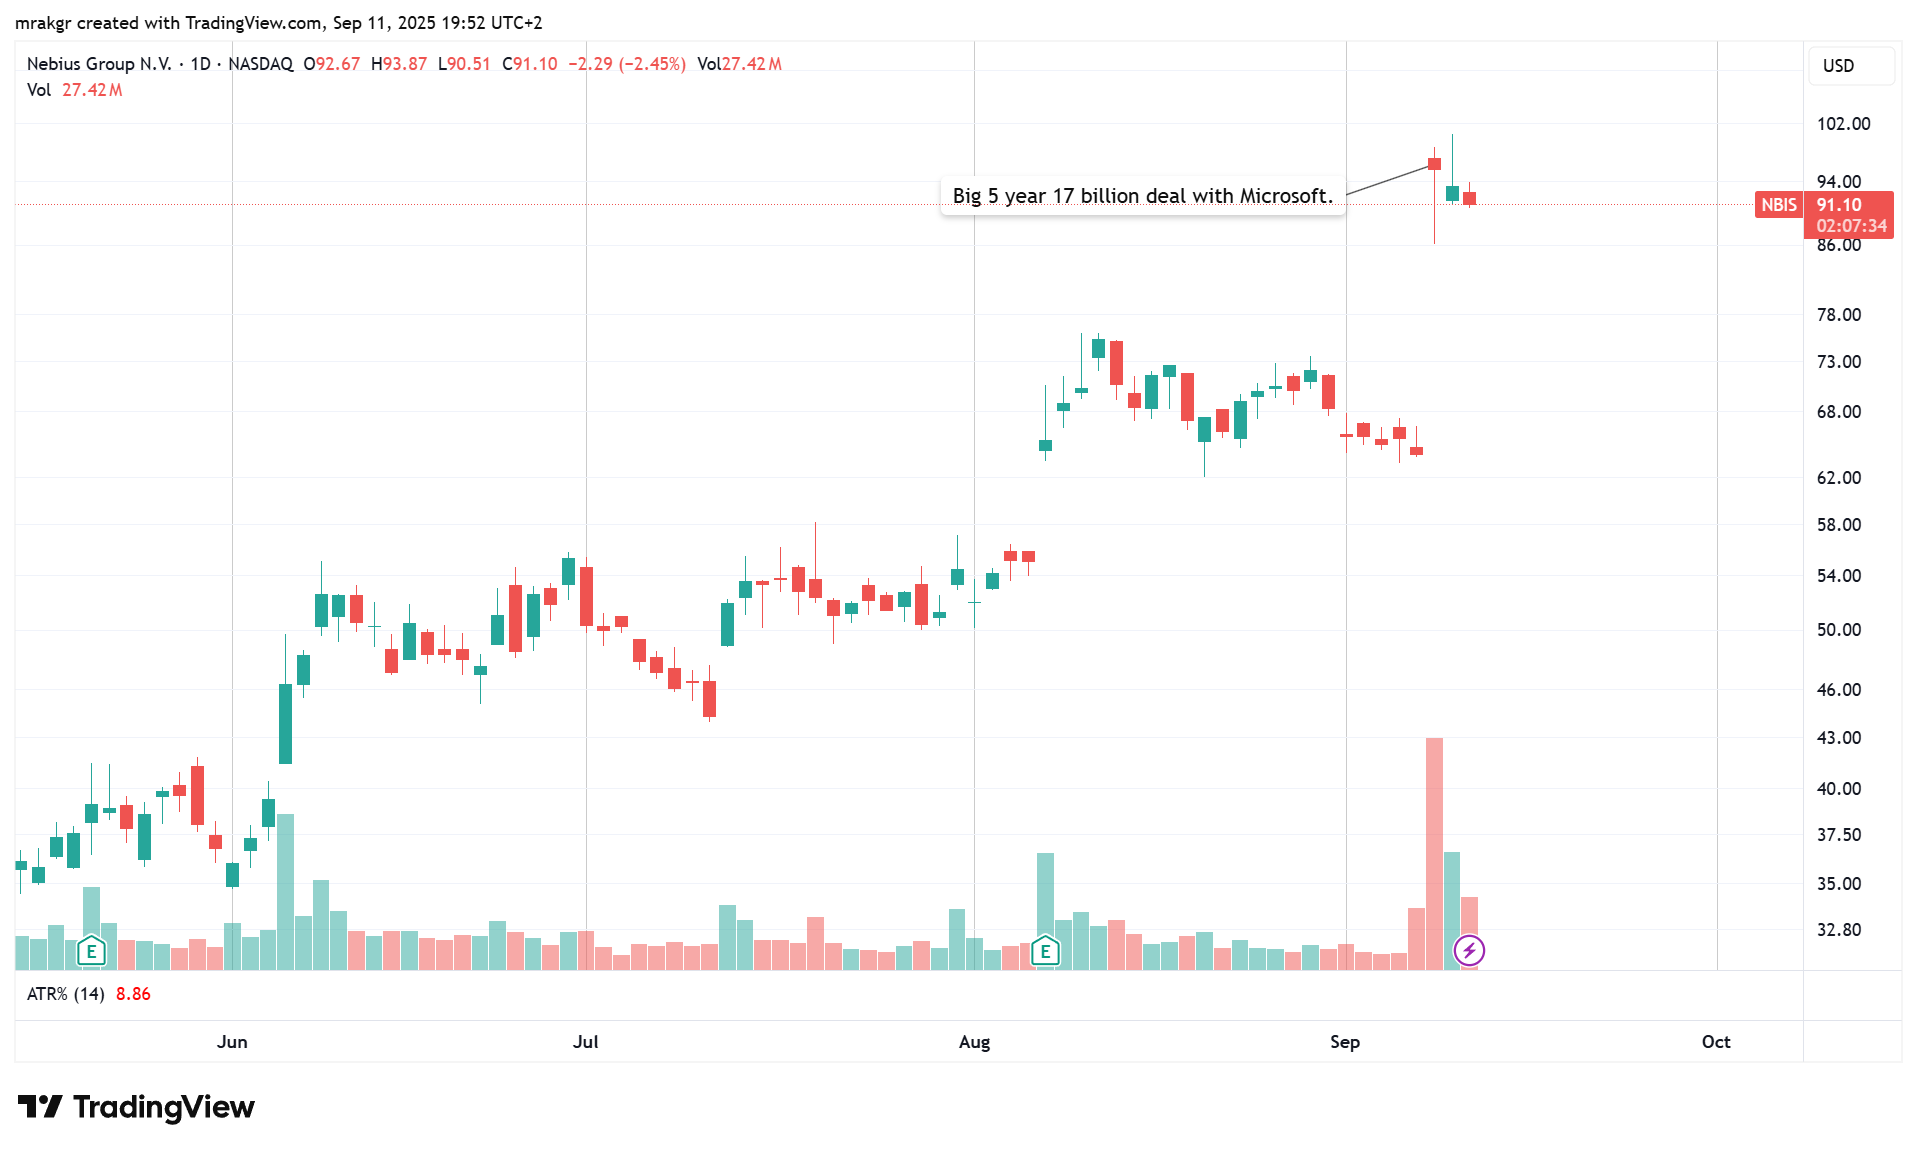 mrakgr created with TradingView.com, Sep 11, 2025 19:52 UTC+2
Nebius Group N.V. · 1D · NASDAQ O92.67 H93.87 L90.51 C91.10 −2.29 (−2.45%) Vol27.42 M
Vol 27.42 M
USD
102.00
94.00
Big 5 year 17 billion deal with Microsoft.
NBIS 91.10
02:07:34
86.00
78.00
73.00
68.00
62.00
58.00
54.00
50.00
46.00
43.00
40.00
37.50
35.00
32.80
E E
ATR% (14) 8.86
Jun Jul Aug Sep Oct
TradingView